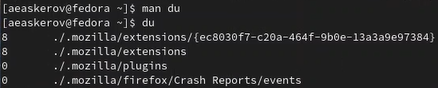 [aeaskerov@fedora ~]$ man du
[aeaskerov@fedora ~]$ du
8 ./.mozilla/extensions/{ec8030f7-c20a-464f-9b0e-13a3a9e97384}
8 ./.mozilla/extensions
0 ./.mozilla/plugins
0 ./.mozilla/firefox/Crash Reports/events